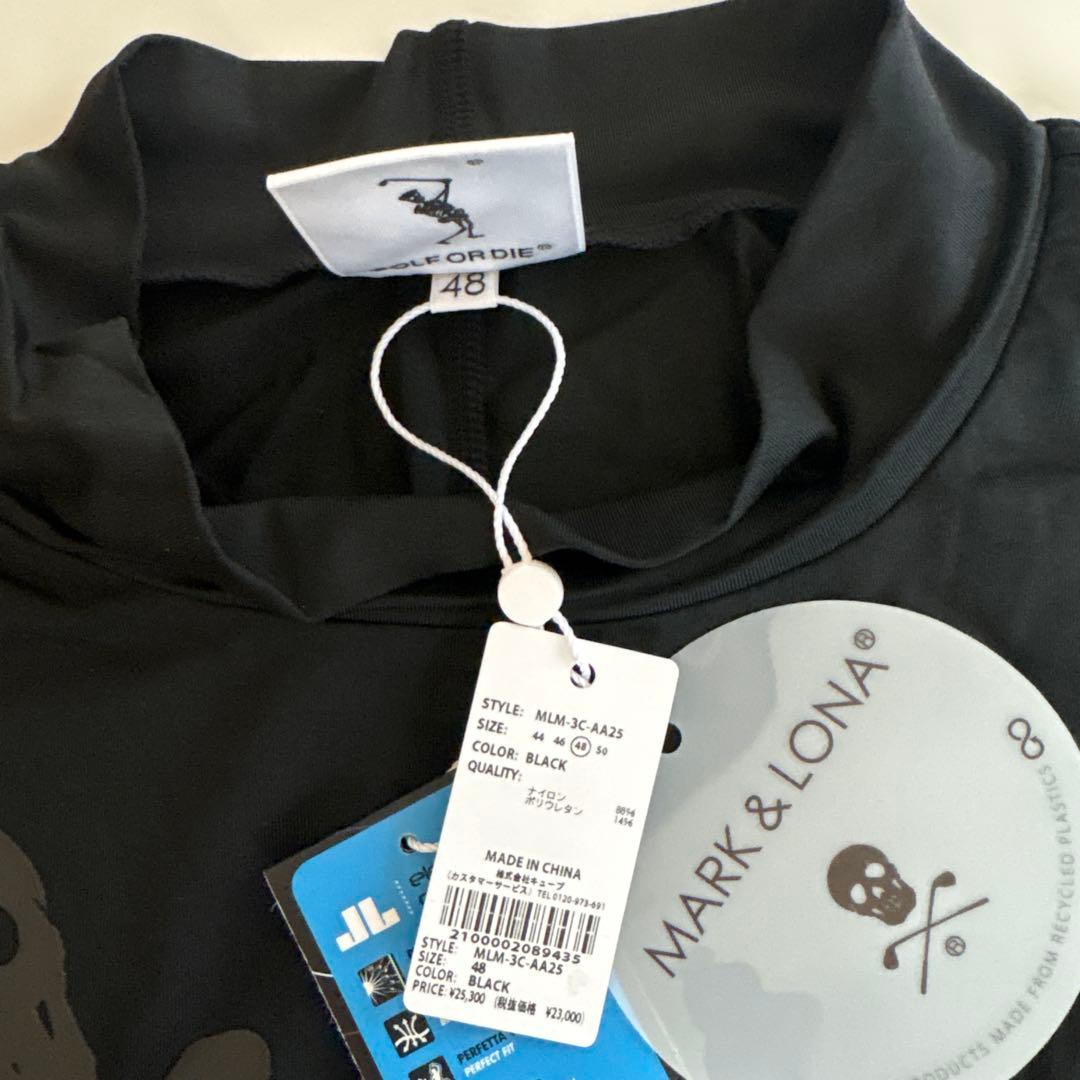 GOLF OR DIE®
48
STYLE: MLM-3C-AA25
SIZE: 44 46 48 50
COLOR: BLACK
QUALITY:
ナイロン 86%
ポリウレタン 14%
MADE IN CHINA
株式会社キューブ
(カスタマーサービス) TEL 0120-973-691
2100002089435
STYLE: MLM-3C-AA25
SIZE: 48
COLOR: BLACK
PRICE: ¥25,300 (税抜価格 ¥23,000)
MARK & LONA®
®
PRODUCTS MADE FROM RECYCLED PLASTICS
JL
PERFETTA
PERFECT FIT